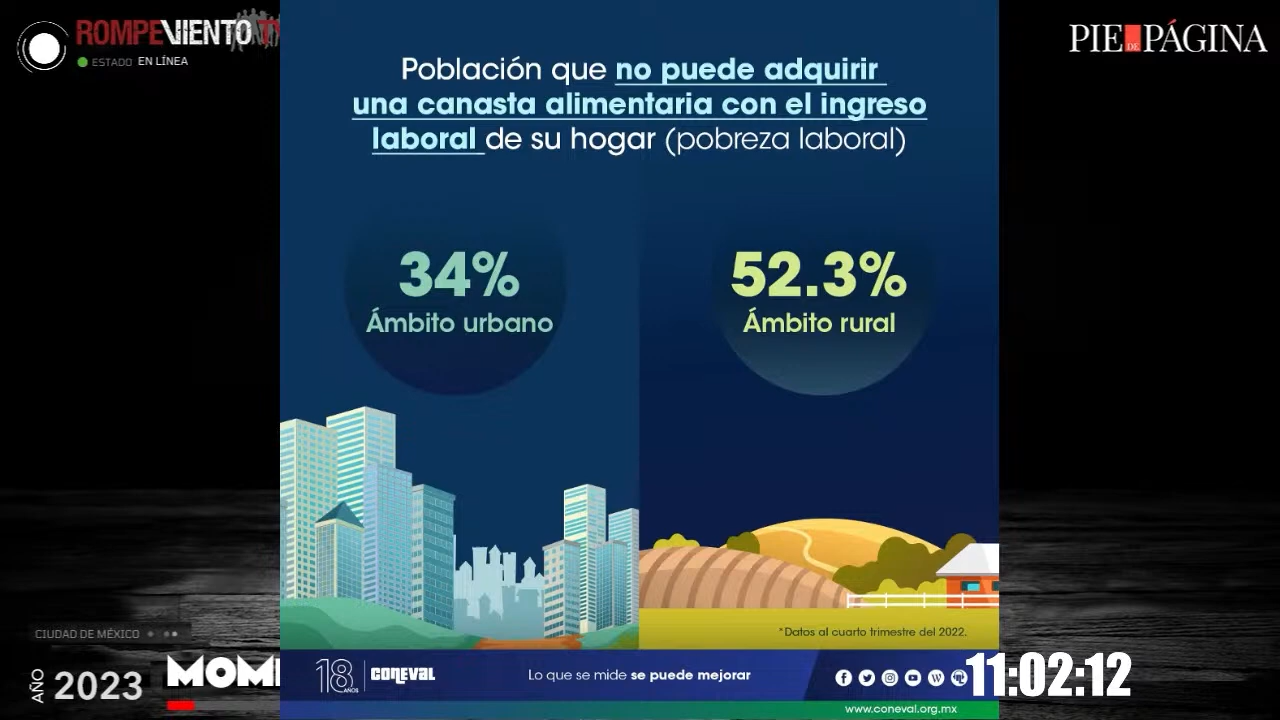 ROMPEVIENTO TV
ESTADO EN LÍNEA
PIE DE PÁGINA
Población que no puede adquirir
una canasta alimentaria con el ingreso
laboral de su hogar (pobreza laboral)
34%
Ámbito urbano
52.3%
Ámbito rural
*Datos al cuarto trimestre del 2022.
CIUDAD DE MÉXICO
AÑO 2023
MOME
18 AÑOS CONEVAL
Lo que se mide se puede mejorar
11:02:12
www.coneval.org.mx